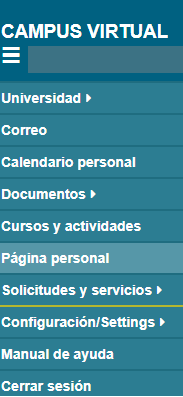 CAMPUS VIRTUAL
Universidad
Correo
Calendario personal
Documentos
Cursos y actividades
Página personal
Solicitudes y servicios
Configuración/Settings
Manual de ayuda
Cerrar sesión